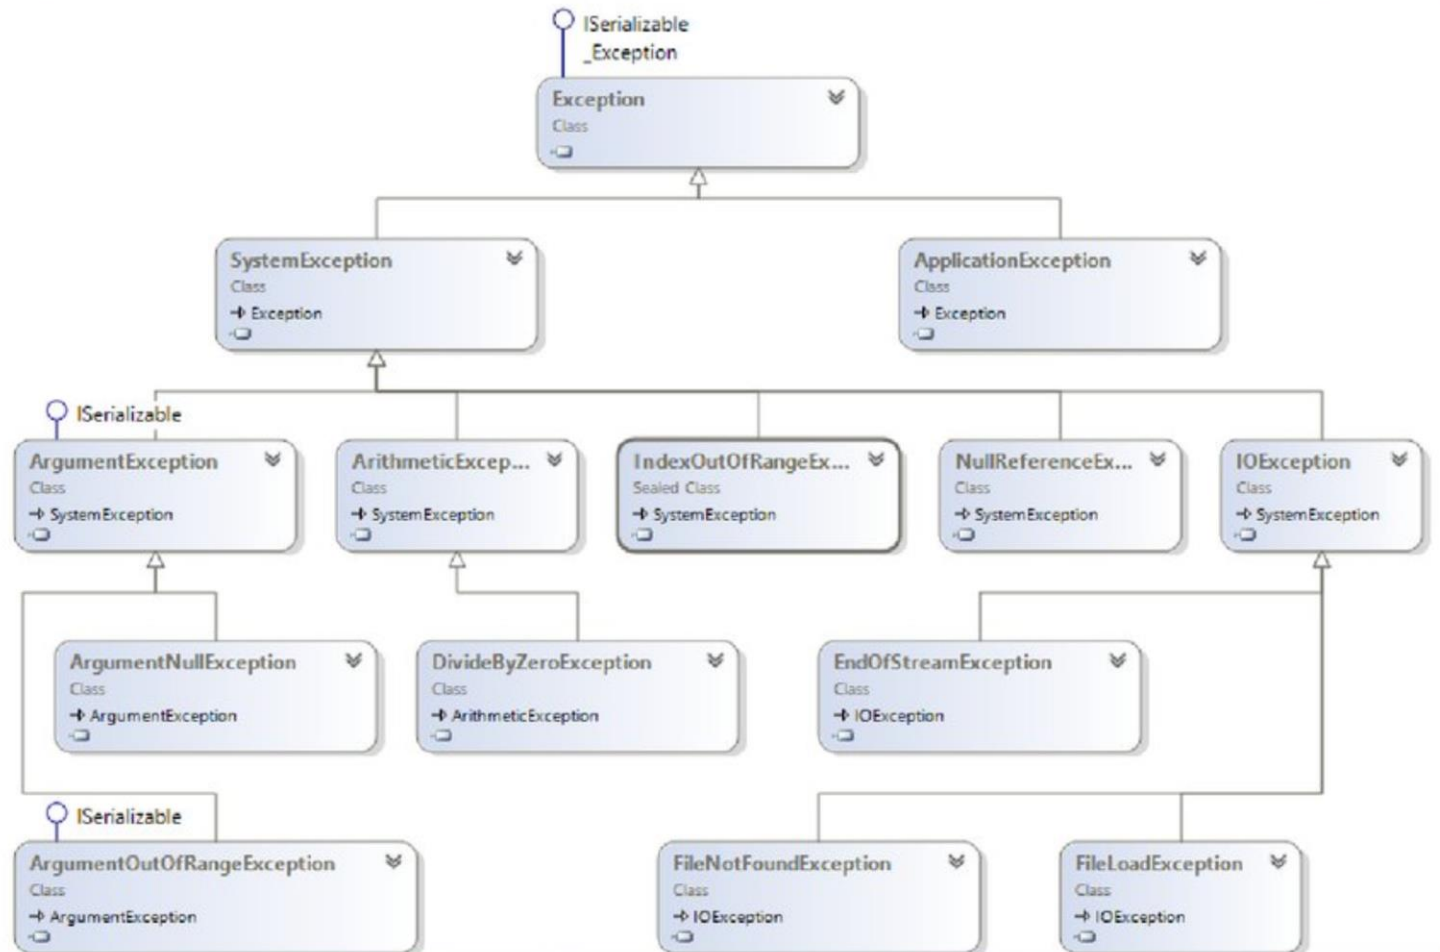 ISerializable
_Exception
Exception
Class
SystemException
Class
Exception
ApplicationException
Class
Exception
ISerializable
ArgumentException
Class
SystemException
ArithmeticExcep...
Class
SystemException
IndexOutOfRangeEx...
Sealed Class
SystemException
NullReferenceEx...
Class
SystemException
IOException
Class
SystemException
ArgumentNullException
Class
ArgumentException
DivideByZeroException
Class
ArithmeticException
EndOfStreamException
Class
IOException
ISerializable
ArgumentOutOfRangeException
Class
ArgumentException
FileNotFoundException
Class
IOException
FileLoadException
Class
IOException